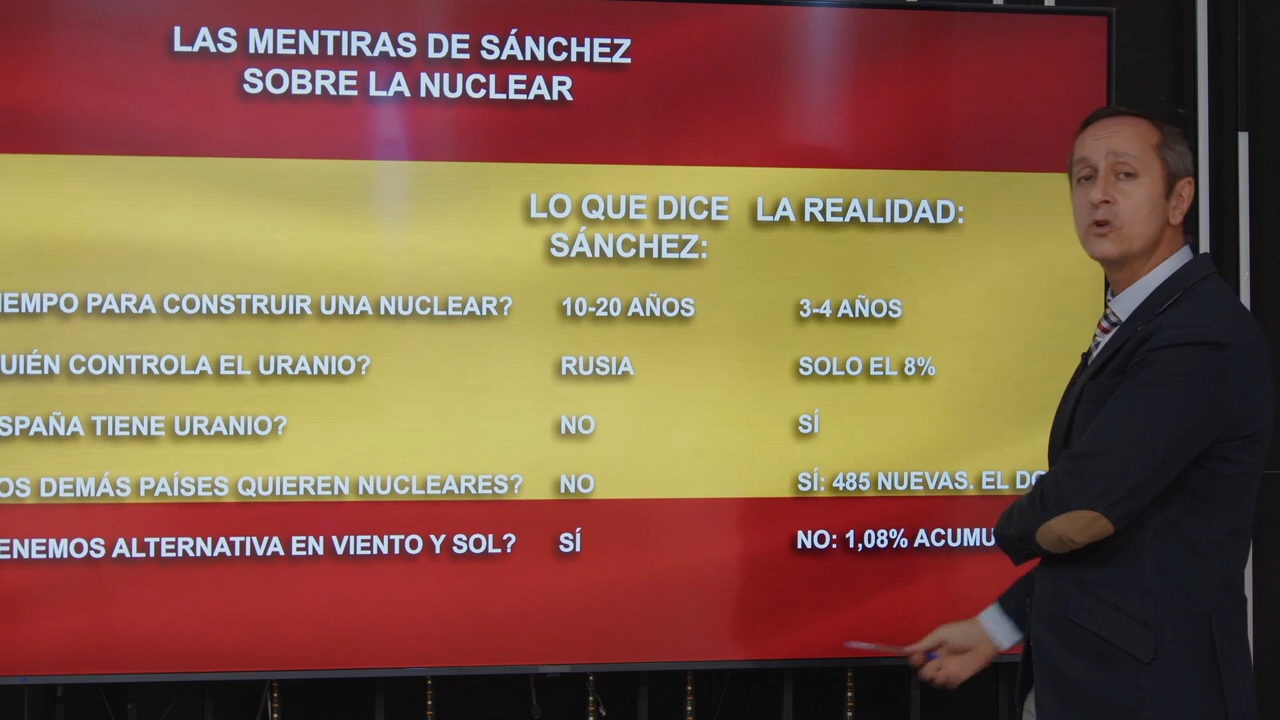 LAS MENTIRAS DE SÁNCHEZ
SOBRE LA NUCLEAR
LO QUE DICE
SÁNCHEZ:
LA REALIDAD:
IEMPO PARA CONSTRUIR UNA NUCLEAR? 10-20 AÑOS 3-4 AÑOS
UIÉN CONTROLA EL URANIO? RUSIA SOLO EL 8%
SPAÑA TIENE URANIO? NO SÍ
OS DEMÁS PAÍSES QUIEREN NUCLEARES? NO SÍ: 485 NUEVAS. EL DO
ENEMOS ALTERNATIVA EN VIENTO Y SOL? SÍ NO: 1,08% ACUMU